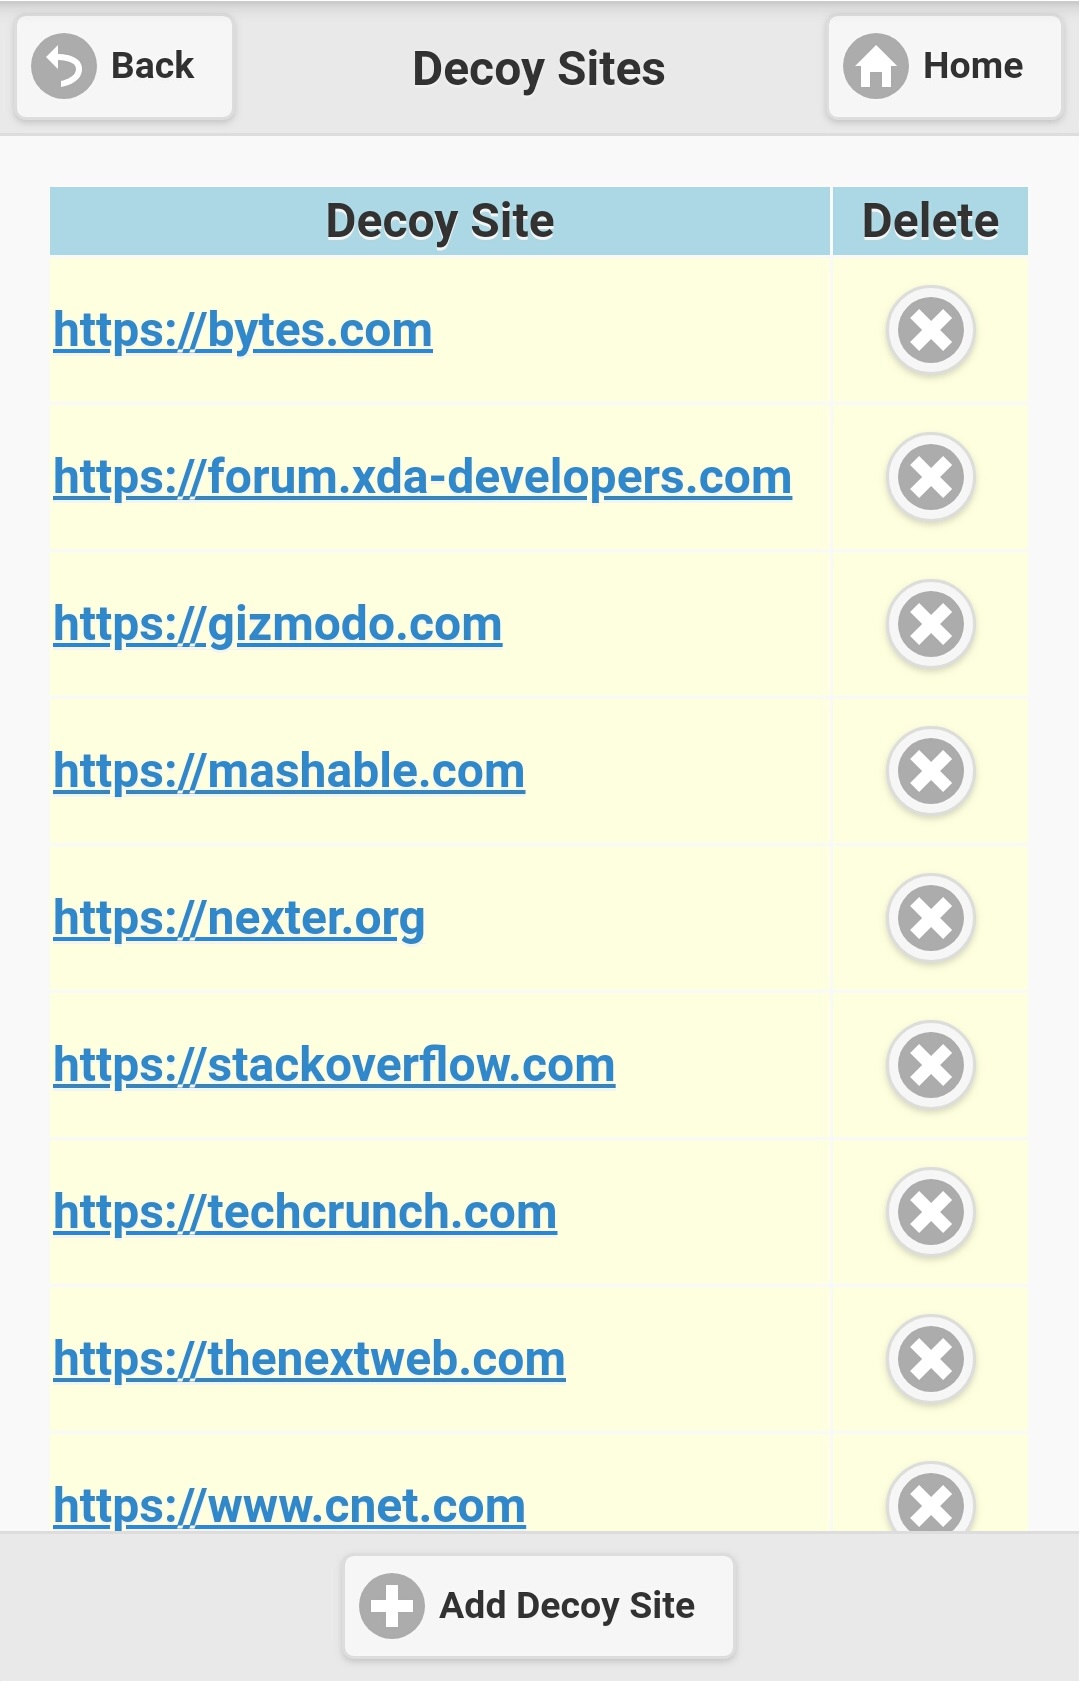 Back
Decoy Sites
Home
Decoy Site
Delete
https://bytes.com
https://forum.xda-developers.com
https://gizmodo.com
https://mashable.com
https://nexter.org
https://stackoverflow.com
https://techcrunch.com
https://thenextweb.com
https://www.cnet.com
Add Decoy Site